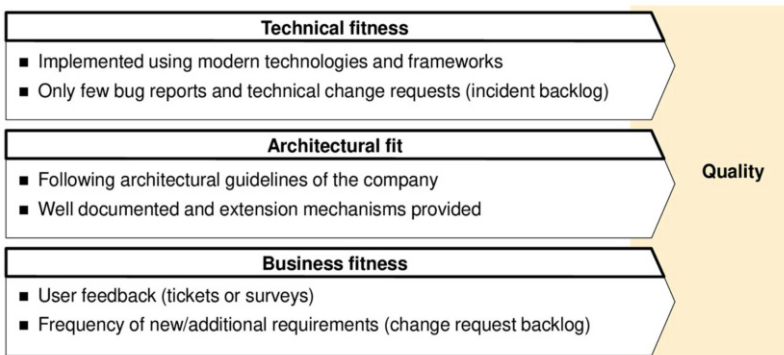 Technical fitness
■ Implemented using modern technologies and frameworks
■ Only few bug reports and technical change requests (incident backlog)
Architectural fit
■ Following architectural guidelines of the company
■ Well documented and extension mechanisms provided
Quality
Business fitness
■ User feedback (tickets or surveys)
■ Frequency of new/additional requirements (change request backlog)